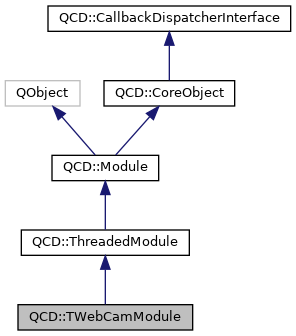 QCD::CallbackDispatcherInterface
QObject
QCD::CoreObject
QCD::Module
QCD::ThreadedModule
QCD::TWebCamModule